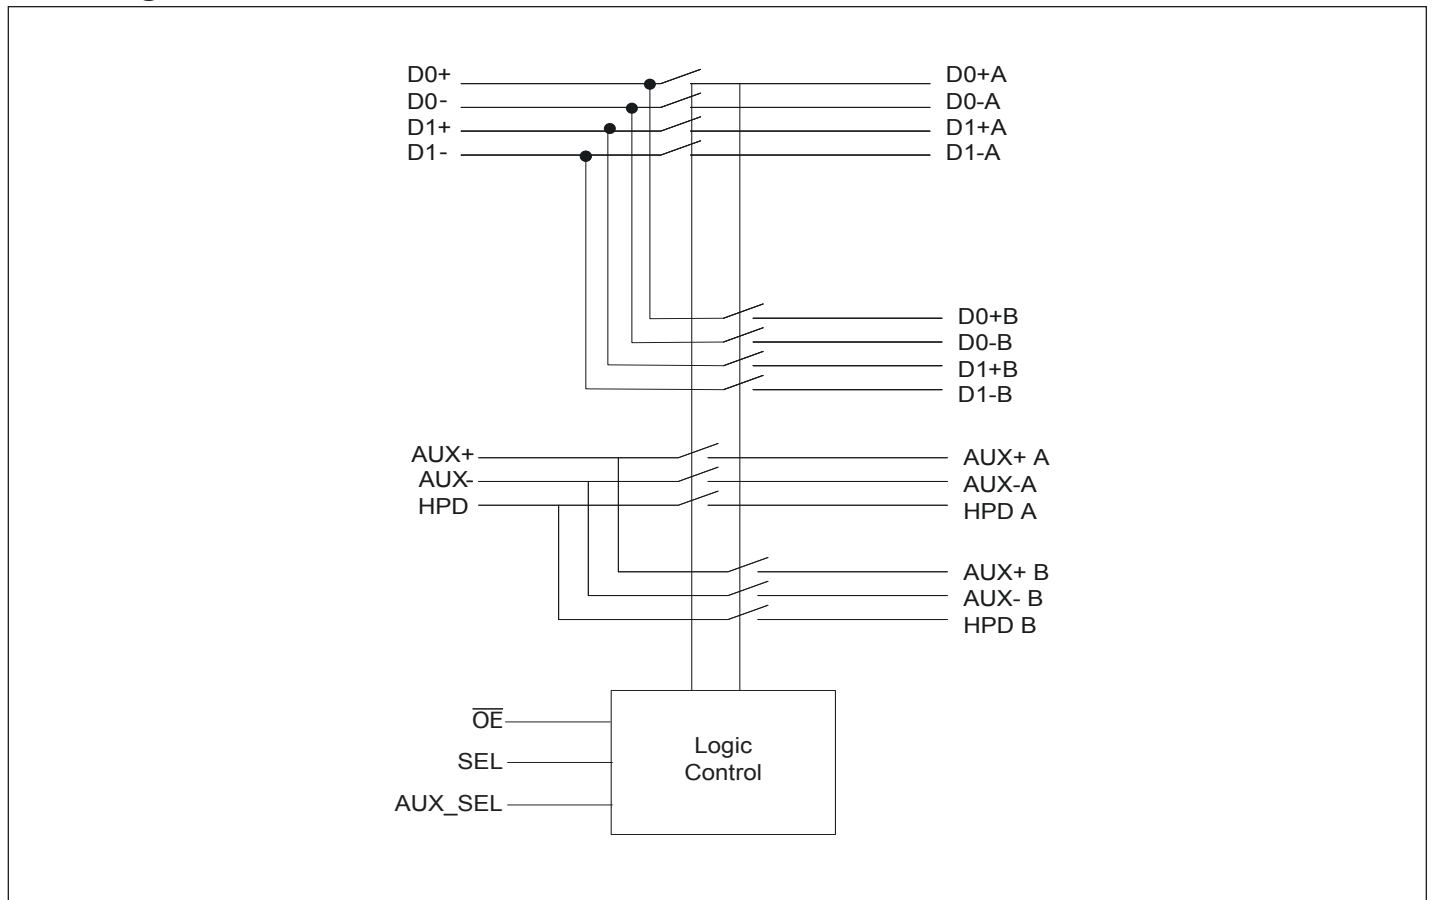 D0+
D0-
D1+
D1-
D0+A
D0-A
D1+A
D1-A
D0+B
D0-B
D1+B
D1-B
AUX+
AUX-
HPD
AUX+ A
AUX-A
HPD A
AUX+ B
AUX- B
HPD B
O̅E̅
SEL
AUX_SEL
Logic
Control